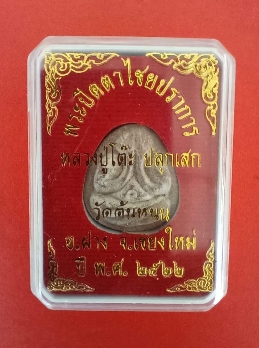 พระปิดตาไชยปราการ
หลวงปู่โต๊ะ ปลุกเสก
วัดต้นหนุน
อ.ฝาง จ.เชียงใหม่
ปี พ.ศ. ๒๕๒๒